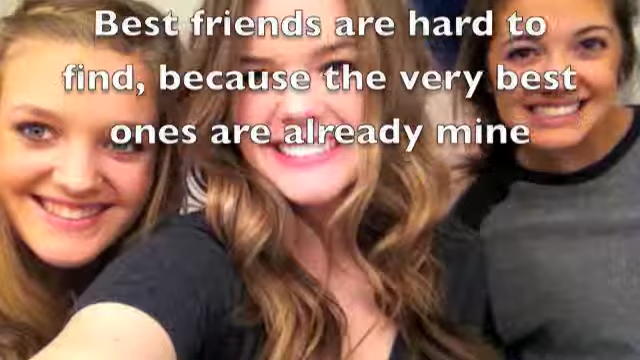 Best friends are hard to
find, because the very best
ones are already mine